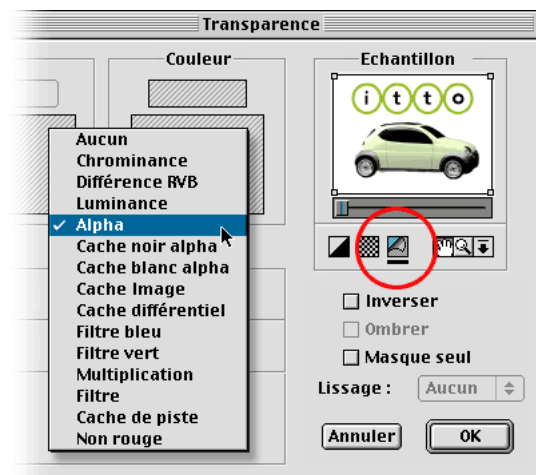 Transparence
Couleur
Echantillon
itto
Aucun
Chrominance
Différence RVB
Luminance
✓ Alpha
Cache noir alpha
Cache blanc alpha
Cache Image
Cache différentiel
Filtre bleu
Filtre vert
Multiplication
Filtre
Cache de piste
Non rouge
Inverser
Ombrer
Masque seul
Lissage : Aucun
Annuler OK